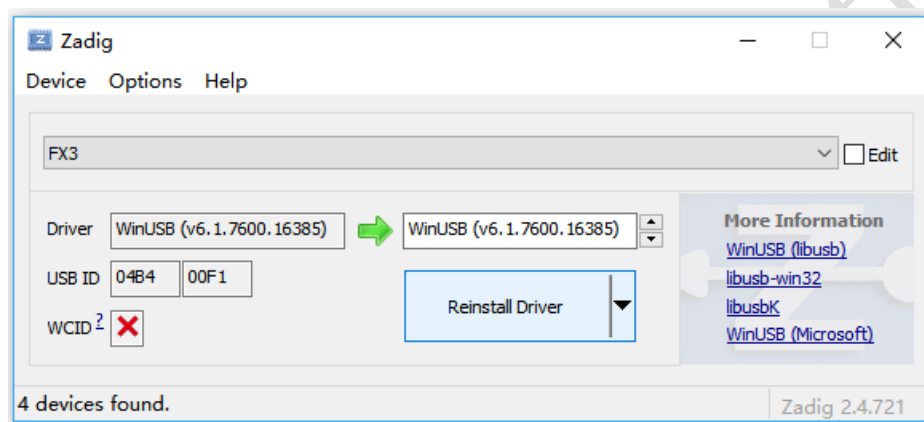 Zadig
Device Options Help
FX3
Edit
Driver WinUSB (v6.1.7600.16385) WinUSB (v6.1.7600.16385)
USB ID 04B4 00F1
WCID ?
Reinstall Driver
More Information
WinUSB (libusb)
libusb-win32
libusbK
WinUSB (Microsoft)
4 devices found.
Zadig 2.4.721